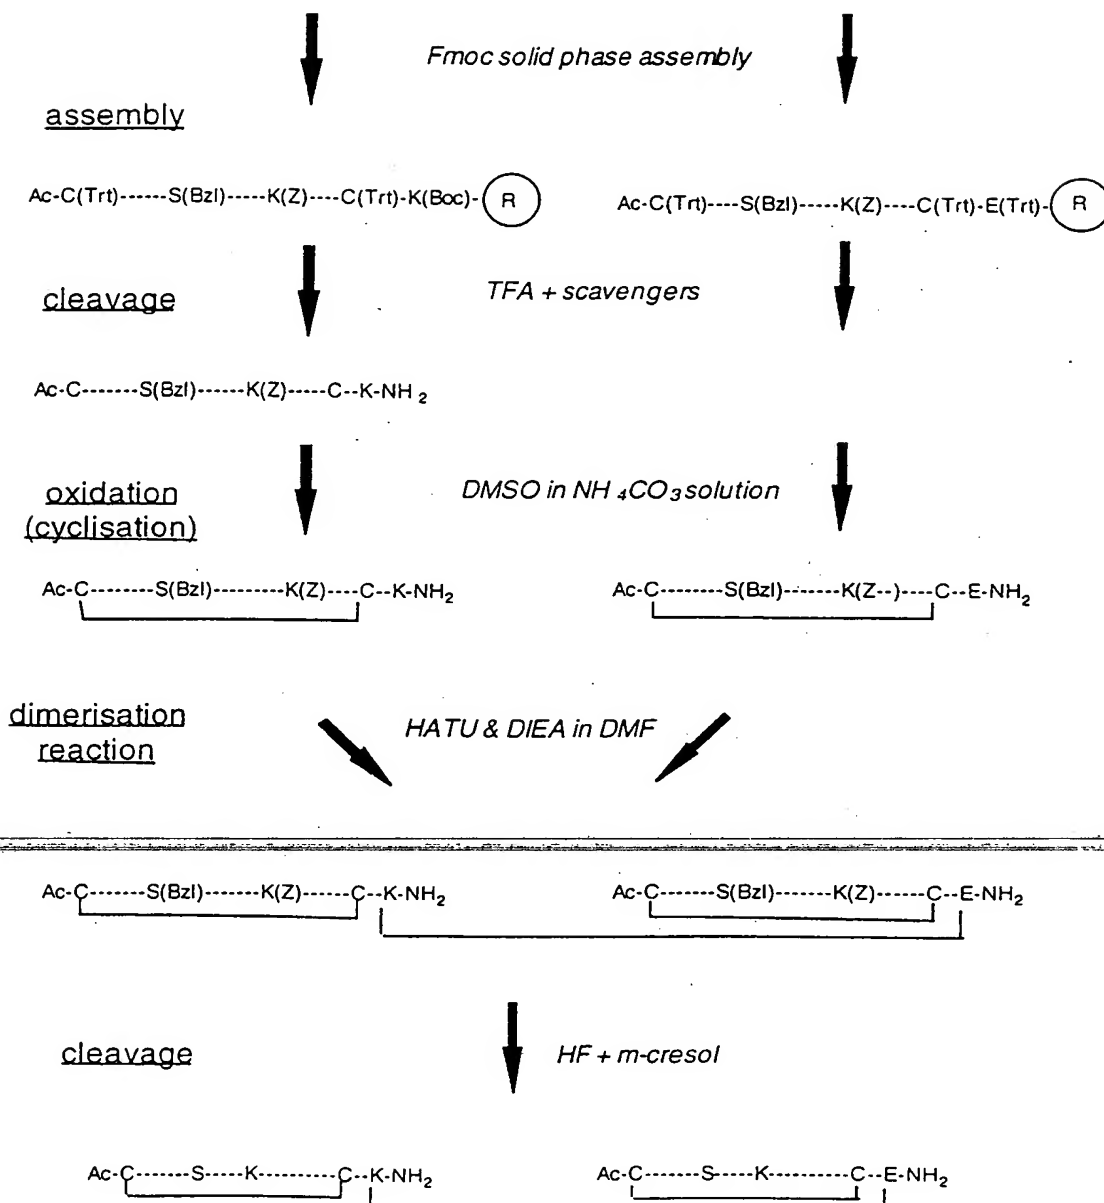 Fmoc solid phase assembly
assembly
Ac-C(Trt)------S(Bzl)-----K(Z)----C(Trt)-K(Boc)- R
Ac-C(Trt)----S(Bzl)-----K(Z)----C(Trt)-E(Trt)- R
cleavage
TFA + scavengers
Ac-C-------S(Bzl)------K(Z)-----C--K-NH2
oxidation
(cyclisation)
DMSO in NH4CO3 solution
Ac-C--------S(Bzl)---------K(Z)----C--K-NH2
Ac-C--------S(Bzl)-------K(Z--)----C--E-NH2
dimerisation
reaction
HATU & DIEA in DMF
Ac-C-------S(Bzl)-------K(Z)-----C--K-NH2
Ac-C-------S(Bzl)-------K(Z)------C--E-NH2
cleavage
HF + m-cresol
Ac-C-------S-----K---------C--K-NH2
Ac-C-------S----K---------C--E-NH2